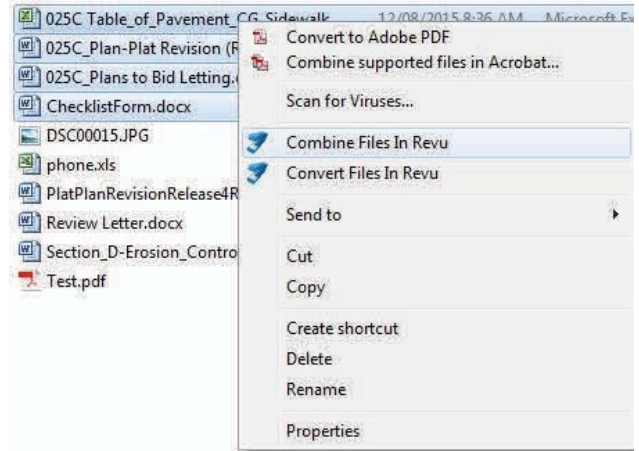 025C Table_of_Pavement_CG_Sidewalk 12/08/2015 8:36 AM Microsoft
025C_Plan-Plat Revision (R
025C_Plans to Bid Letting.
ChecklistForm.docx
DSC00015.JPG
phone.xls
PlatPlanRevisionRelease4R
Review Letter.docx
Section_D-Erosion_Contro
Test.pdf
Convert to Adobe PDF
Combine supported files in Acrobat...
Scan for Viruses...
Combine Files In Revu
Convert Files In Revu
Send to
Cut
Copy
Create shortcut
Delete
Rename
Properties